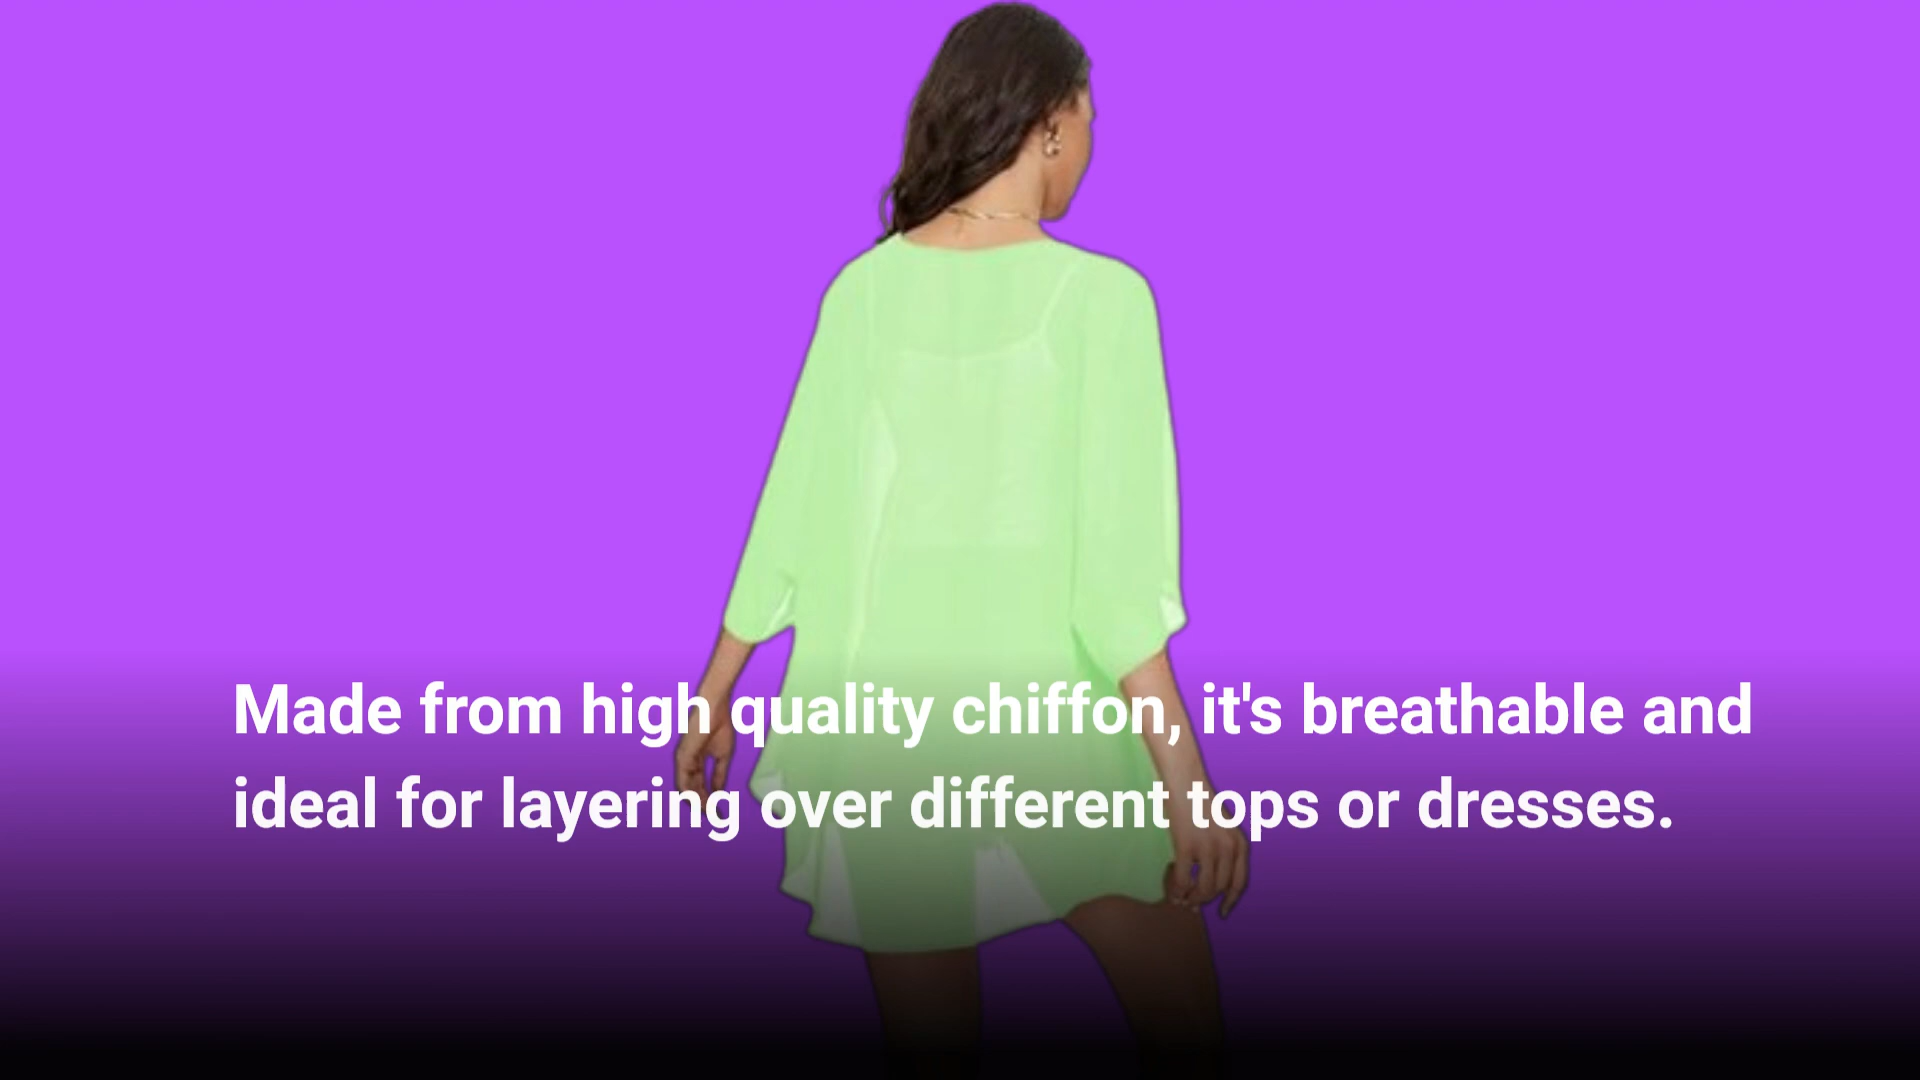 Made from high quality chiffon, it's breathable and
ideal for layering over different tops or dresses.